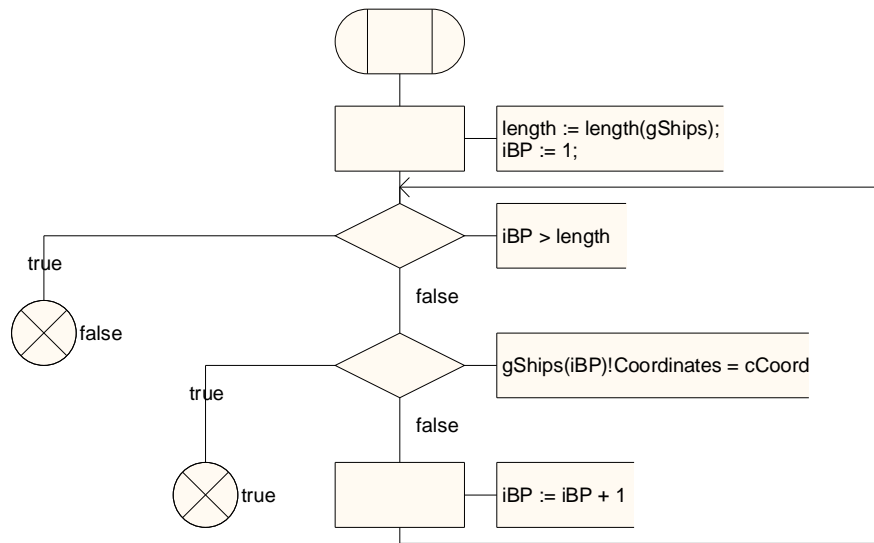 length := length(gShips);
iBP := 1;
iBP > length
true
false
false
gShips(iBP)!Coordinates = cCoord
true
false
true
iBP := iBP + 1